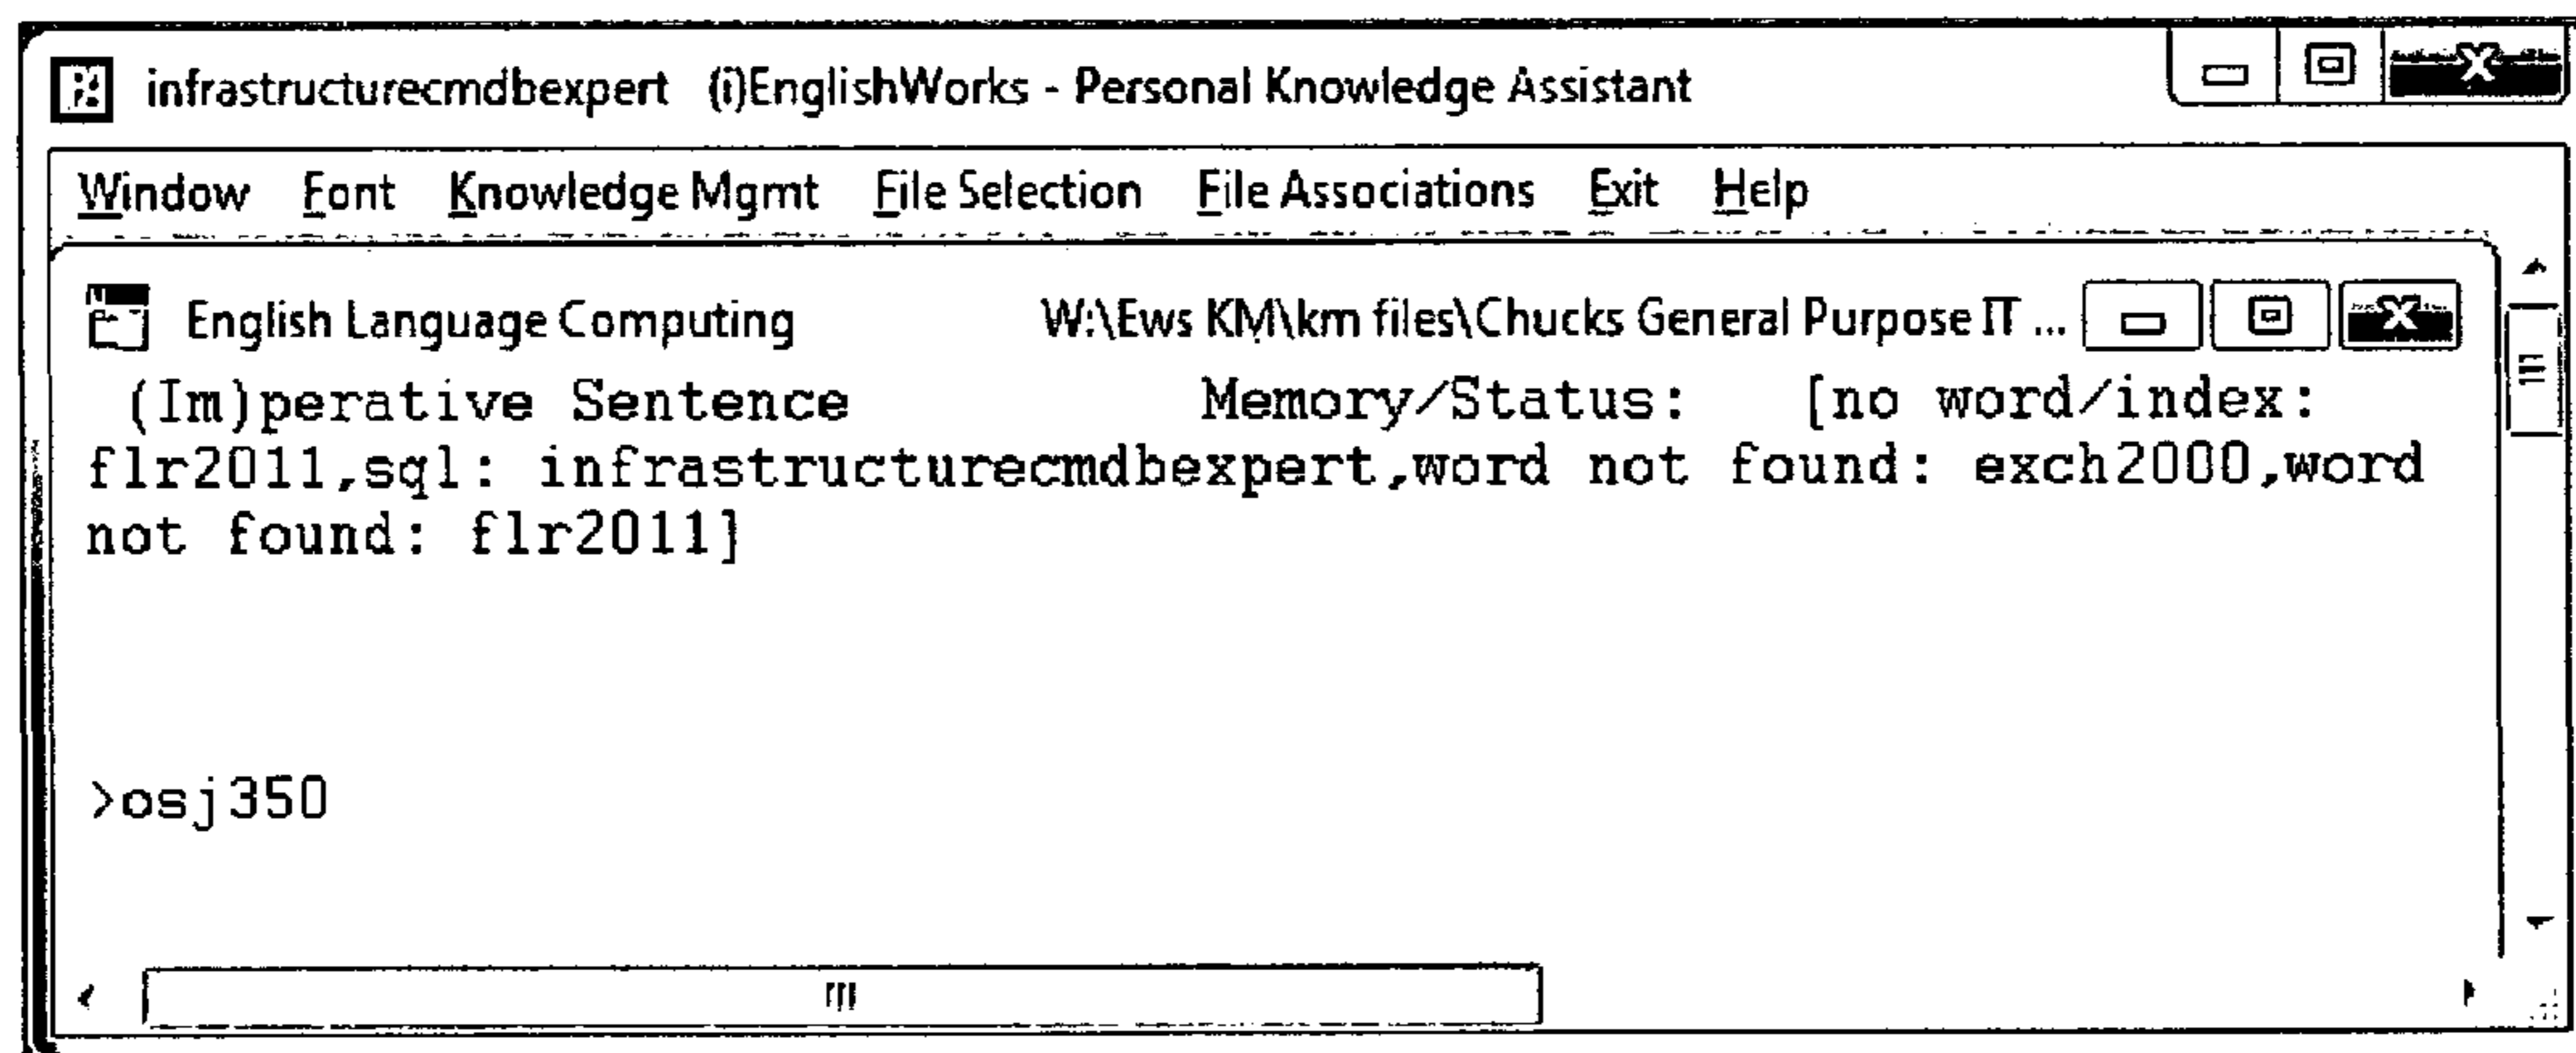 infrastructurecmdbexpert (i)EnglishWorks - Personal Knowledge Assistant
Window Font Knowledge Mgmt File Selection File Associations Exit Help
English Language Computing W:\Ews KM\km files\Chucks General Purpose IT ...
(Im)perative Sentence Memory/Status: [no word/index:
flr2011,sql: infrastructurecmdbexpert,word not found: exch2000,word
not found: flr2011]
>osj350